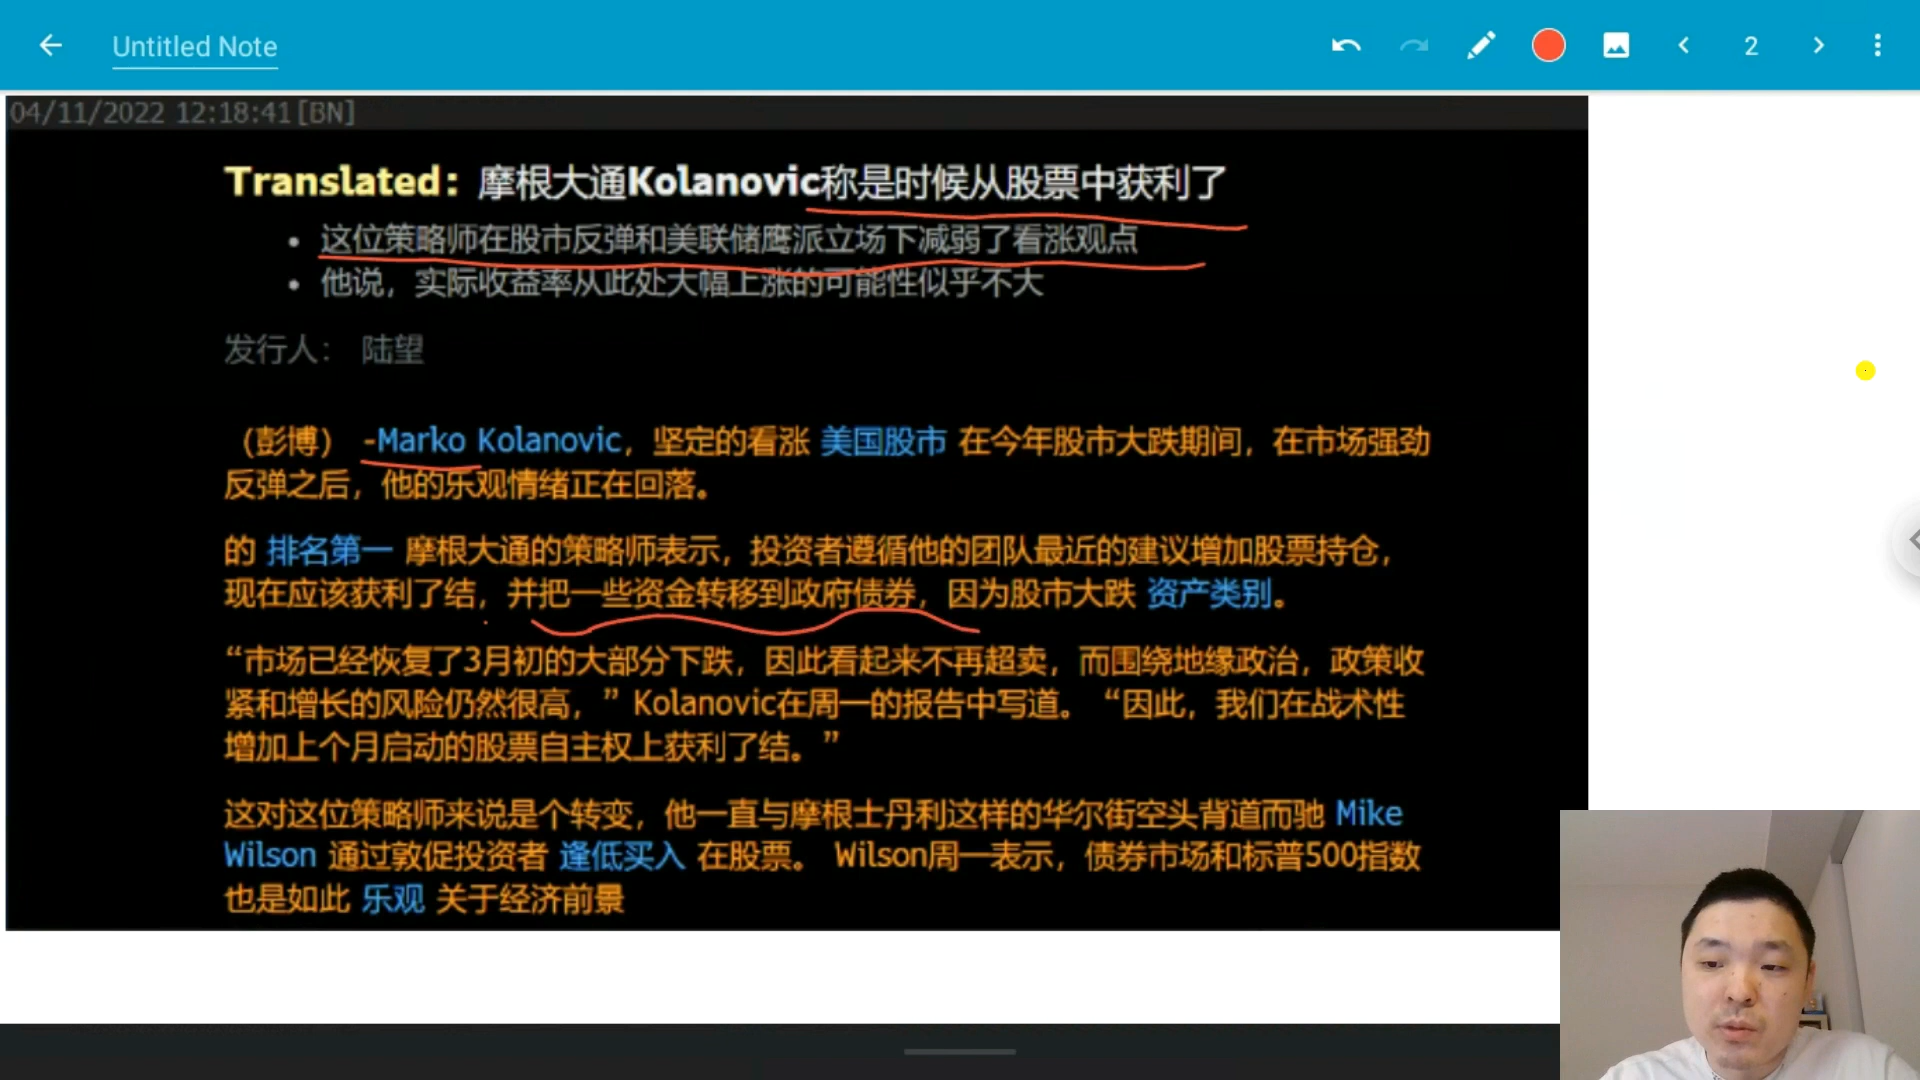 Untitled Note
2
04/11/2022 12:18:41[BN]
Translated: 摩根大通Kolanovic称是时候从股票中获利了
• 这位策略师在股市反弹和美联储鹰派立场下减弱了看涨观点
• 他说，实际收益率从此处大幅上涨的可能性似乎不大
发行人： 陆望
（彭博） -Marko Kolanovic，坚定的看涨 美国股市 在今年股市大跌期间，在市场强劲
反弹之后，他的乐观情绪正在回落。
的 排名第一 摩根大通的策略师表示，投资者遵循他的团队最近的建议增加股票持仓，
现在应该获利了结，并把一些资金转移到政府债券，因为股市大跌 资产类别。
“市场已经恢复了3月初的大部分下跌，因此看起来不再超卖，而围绕地缘政治，政策收
紧和增长的风险仍然很高，”Kolanovic在周一的报告中写道。 “因此，我们在战术性
增加上个月启动的股票自主权上获利了结。”
这对这位策略师来说是个转变，他一直与摩根士丹利这样的华尔街空头背道而驰 Mike
Wilson 通过敦促投资者 逢低买入 在股票。 Wilson周一表示，债券市场和标普500指数
也是如此 乐观 关于经济前景